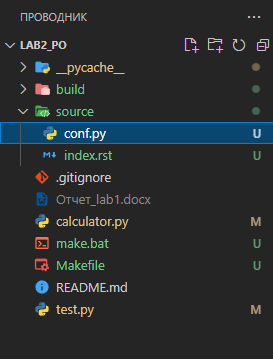 ПРОВОДНИК
LAB2_PO
__pycache__
build
source
conf.py U
index.rst U
.gitignore
Отчет_lab1.docx
calculator.py M
make.bat U
Makefile U
README.md
test.py M